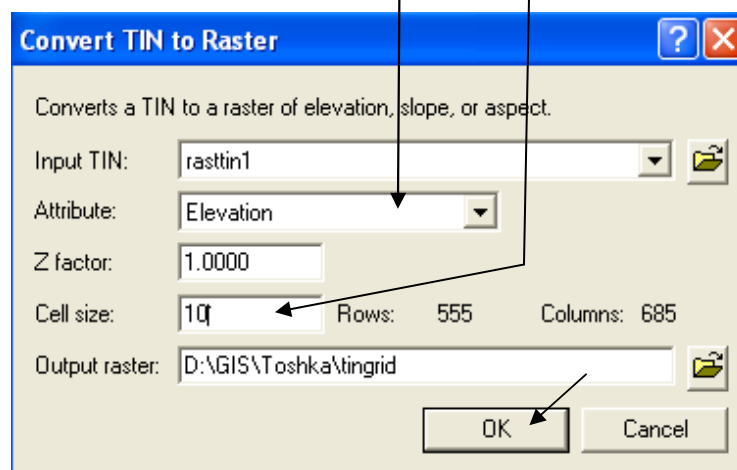 Convert TIN to Raster
Converts a TIN to a raster of elevation, slope, or aspect.
Input TIN: rasttin1
Attribute: Elevation
Z factor: 1.0000
Cell size: 10 Rows: 555 Columns: 685
Output raster: D:\GIS\Toshka\tingrid
OK Cancel